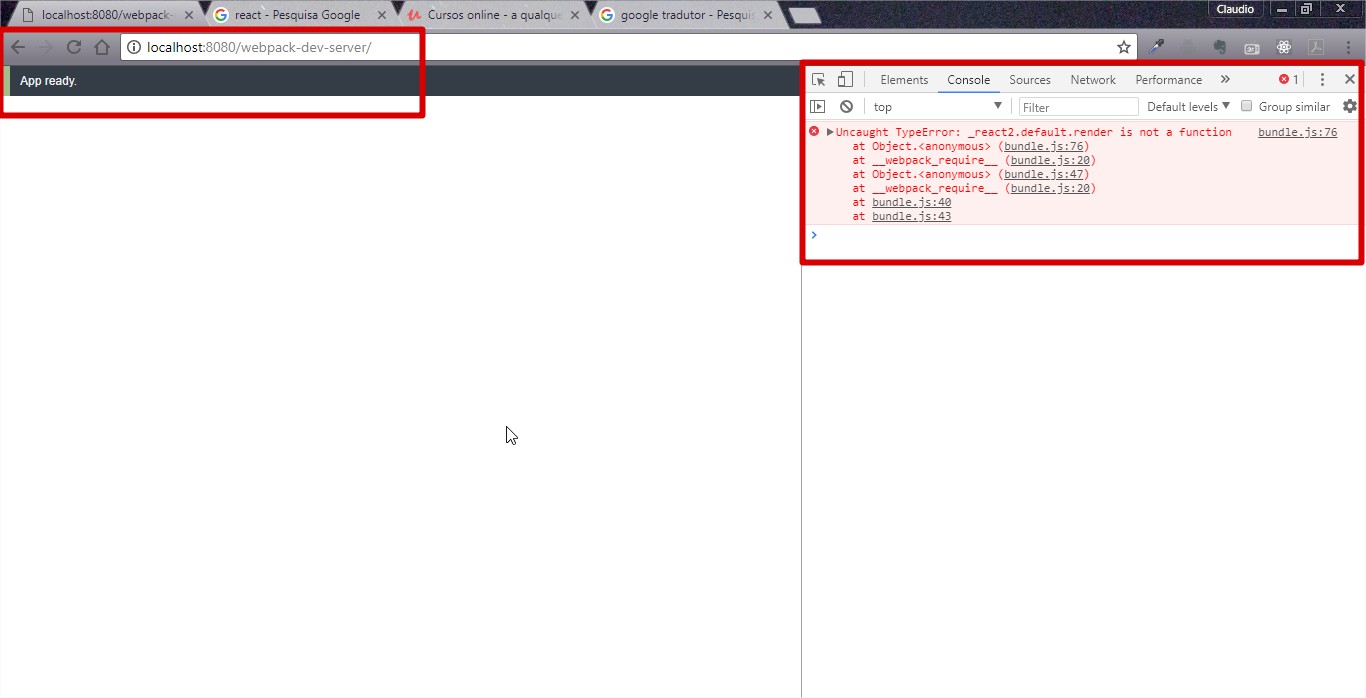 localhost:8080/webpack- react - Pesquisa Google Cursos online - a qualque google tradutor - Pesquis Claudio
localhost:8080/webpack-dev-server/
App ready.
Elements Console Sources Network Performance » 1
top Filter Default levels Group similar
Uncaught TypeError: _react2.default.render is not a function bundle.js:76
at Object.<anonymous> (bundle.js:76)
at __webpack_require__ (bundle.js:20)
at Object.<anonymous> (bundle.js:47)
at __webpack_require__ (bundle.js:20)
at bundle.js:40
at bundle.js:43